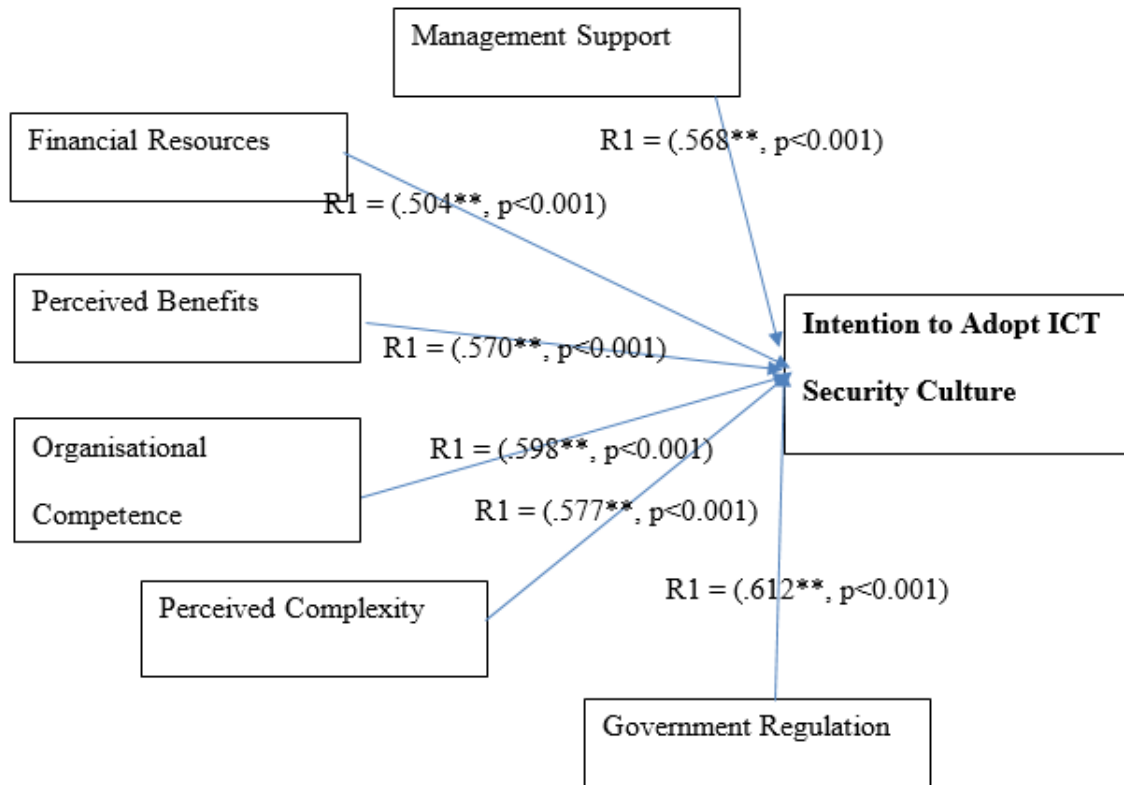 Management Support
R1 = (.568**, p<0.001)
Financial Resources
R1 = (.504**, p<0.001)
Perceived Benefits
R1 = (.570**, p<0.001)
Intention to Adopt ICT
Security Culture
Organisational
Competence
R1 = (.598**, p<0.001)
R1 = (.577**, p<0.001)
Perceived Complexity
R1 = (.612**, p<0.001)
Government Regulation